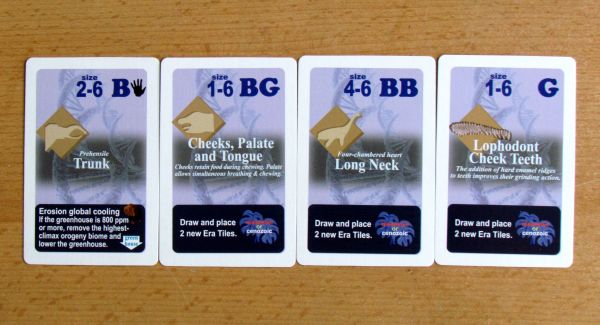 size
2-6 B
Prehensile
Trunk
Erosion global cooling
If the greenhouse is 800 ppm
or more, remove the highest-
climax orogeny biome and
lower the greenhouse.
green
house
size
1-6 BG
Cheeks, Palate
and Tongue
Cheeks retain food during chewing. Palate
allows simultaneous breathing & chewing.
Draw and place
2 new Era Tiles.
or
cenozoic
size
4-6 BB
Four-chambered heart
Long Neck
Draw and place
2 new Era Tiles.
or
cenozoic
size
1-6 G
Lophodont
Cheek Teeth
The addition of hard enamel ridges
to teeth improves their grinding action.
Draw and place
2 new Era Tiles.
or
cenozoic